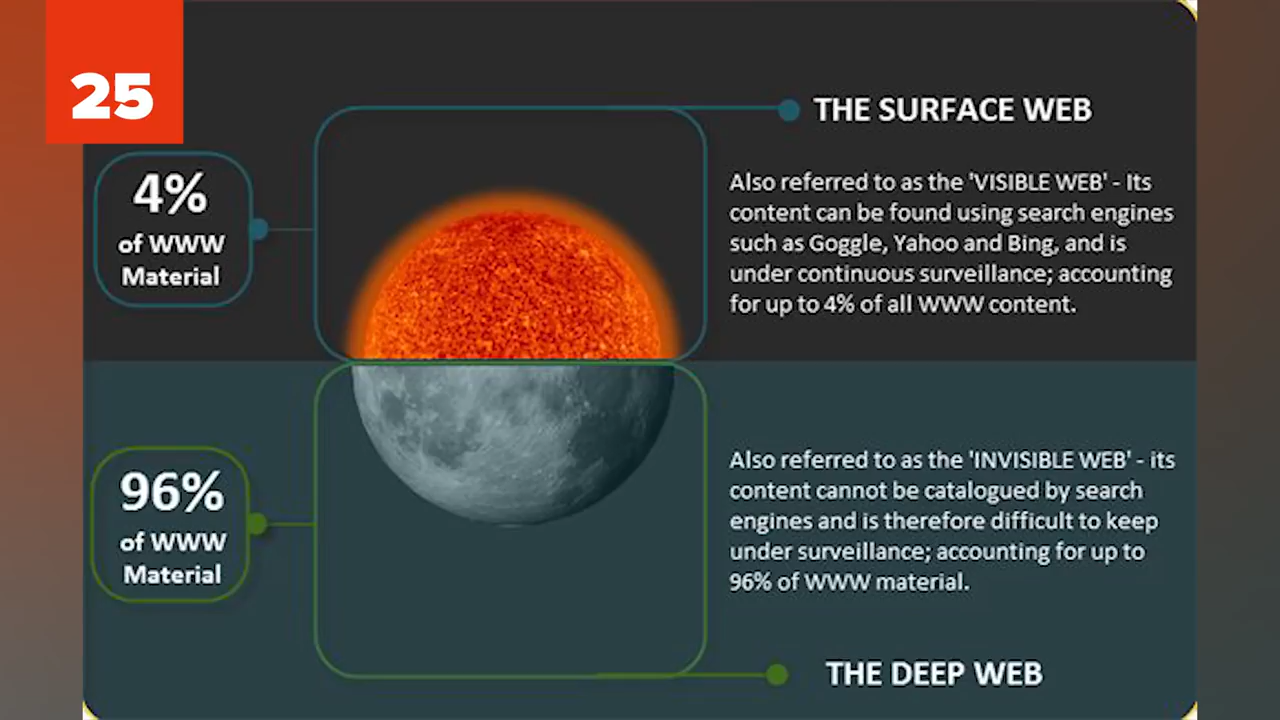 25
THE SURFACE WEB
4%
of WWW
Material
Also referred to as the 'VISIBLE WEB' - Its
content can be found using search engines
such as Goggle, Yahoo and Bing, and is
under continuous surveillance; accounting
for up to 4% of all WWW content.
96%
of WWW
Material
Also referred to as the 'INVISIBLE WEB' - its
content cannot be catalogued by search
engines and is therefore difficult to keep
under surveillance; accounting for up to
96% of WWW material.
THE DEEP WEB